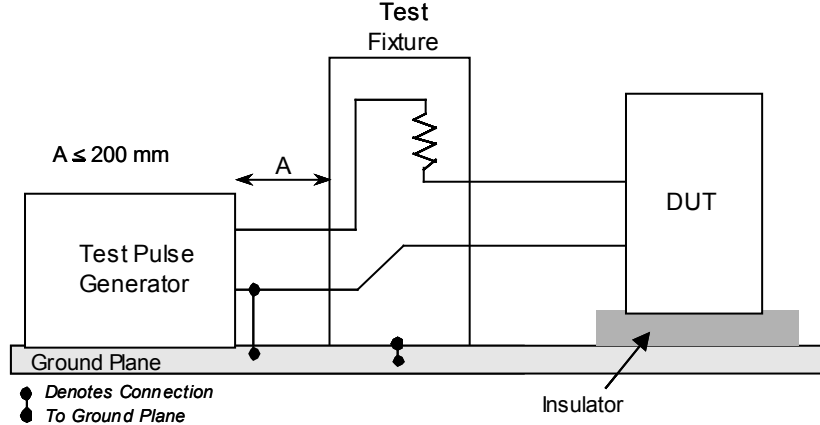 Test
Fixture
A ≤ 200 mm
A
DUT
Test Pulse
Generator
Ground Plane
Denotes Connection
To Ground Plane
Insulator